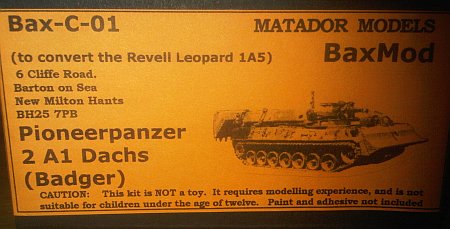 Bax-C-01
MATADOR MODELS
BaxMod
(to convert the Revell Leopard 1A5)
6 Cliffe Road.
Barton on Sea
New Milton Hants
BH25 7PB
Pioneerpanzer
2 A1 Dachs
(Badger)
CAUTION: This kit is NOT a toy. It requires modelling experience, and is not
suitable for children under the age of twelve. Paint and adhesive not included